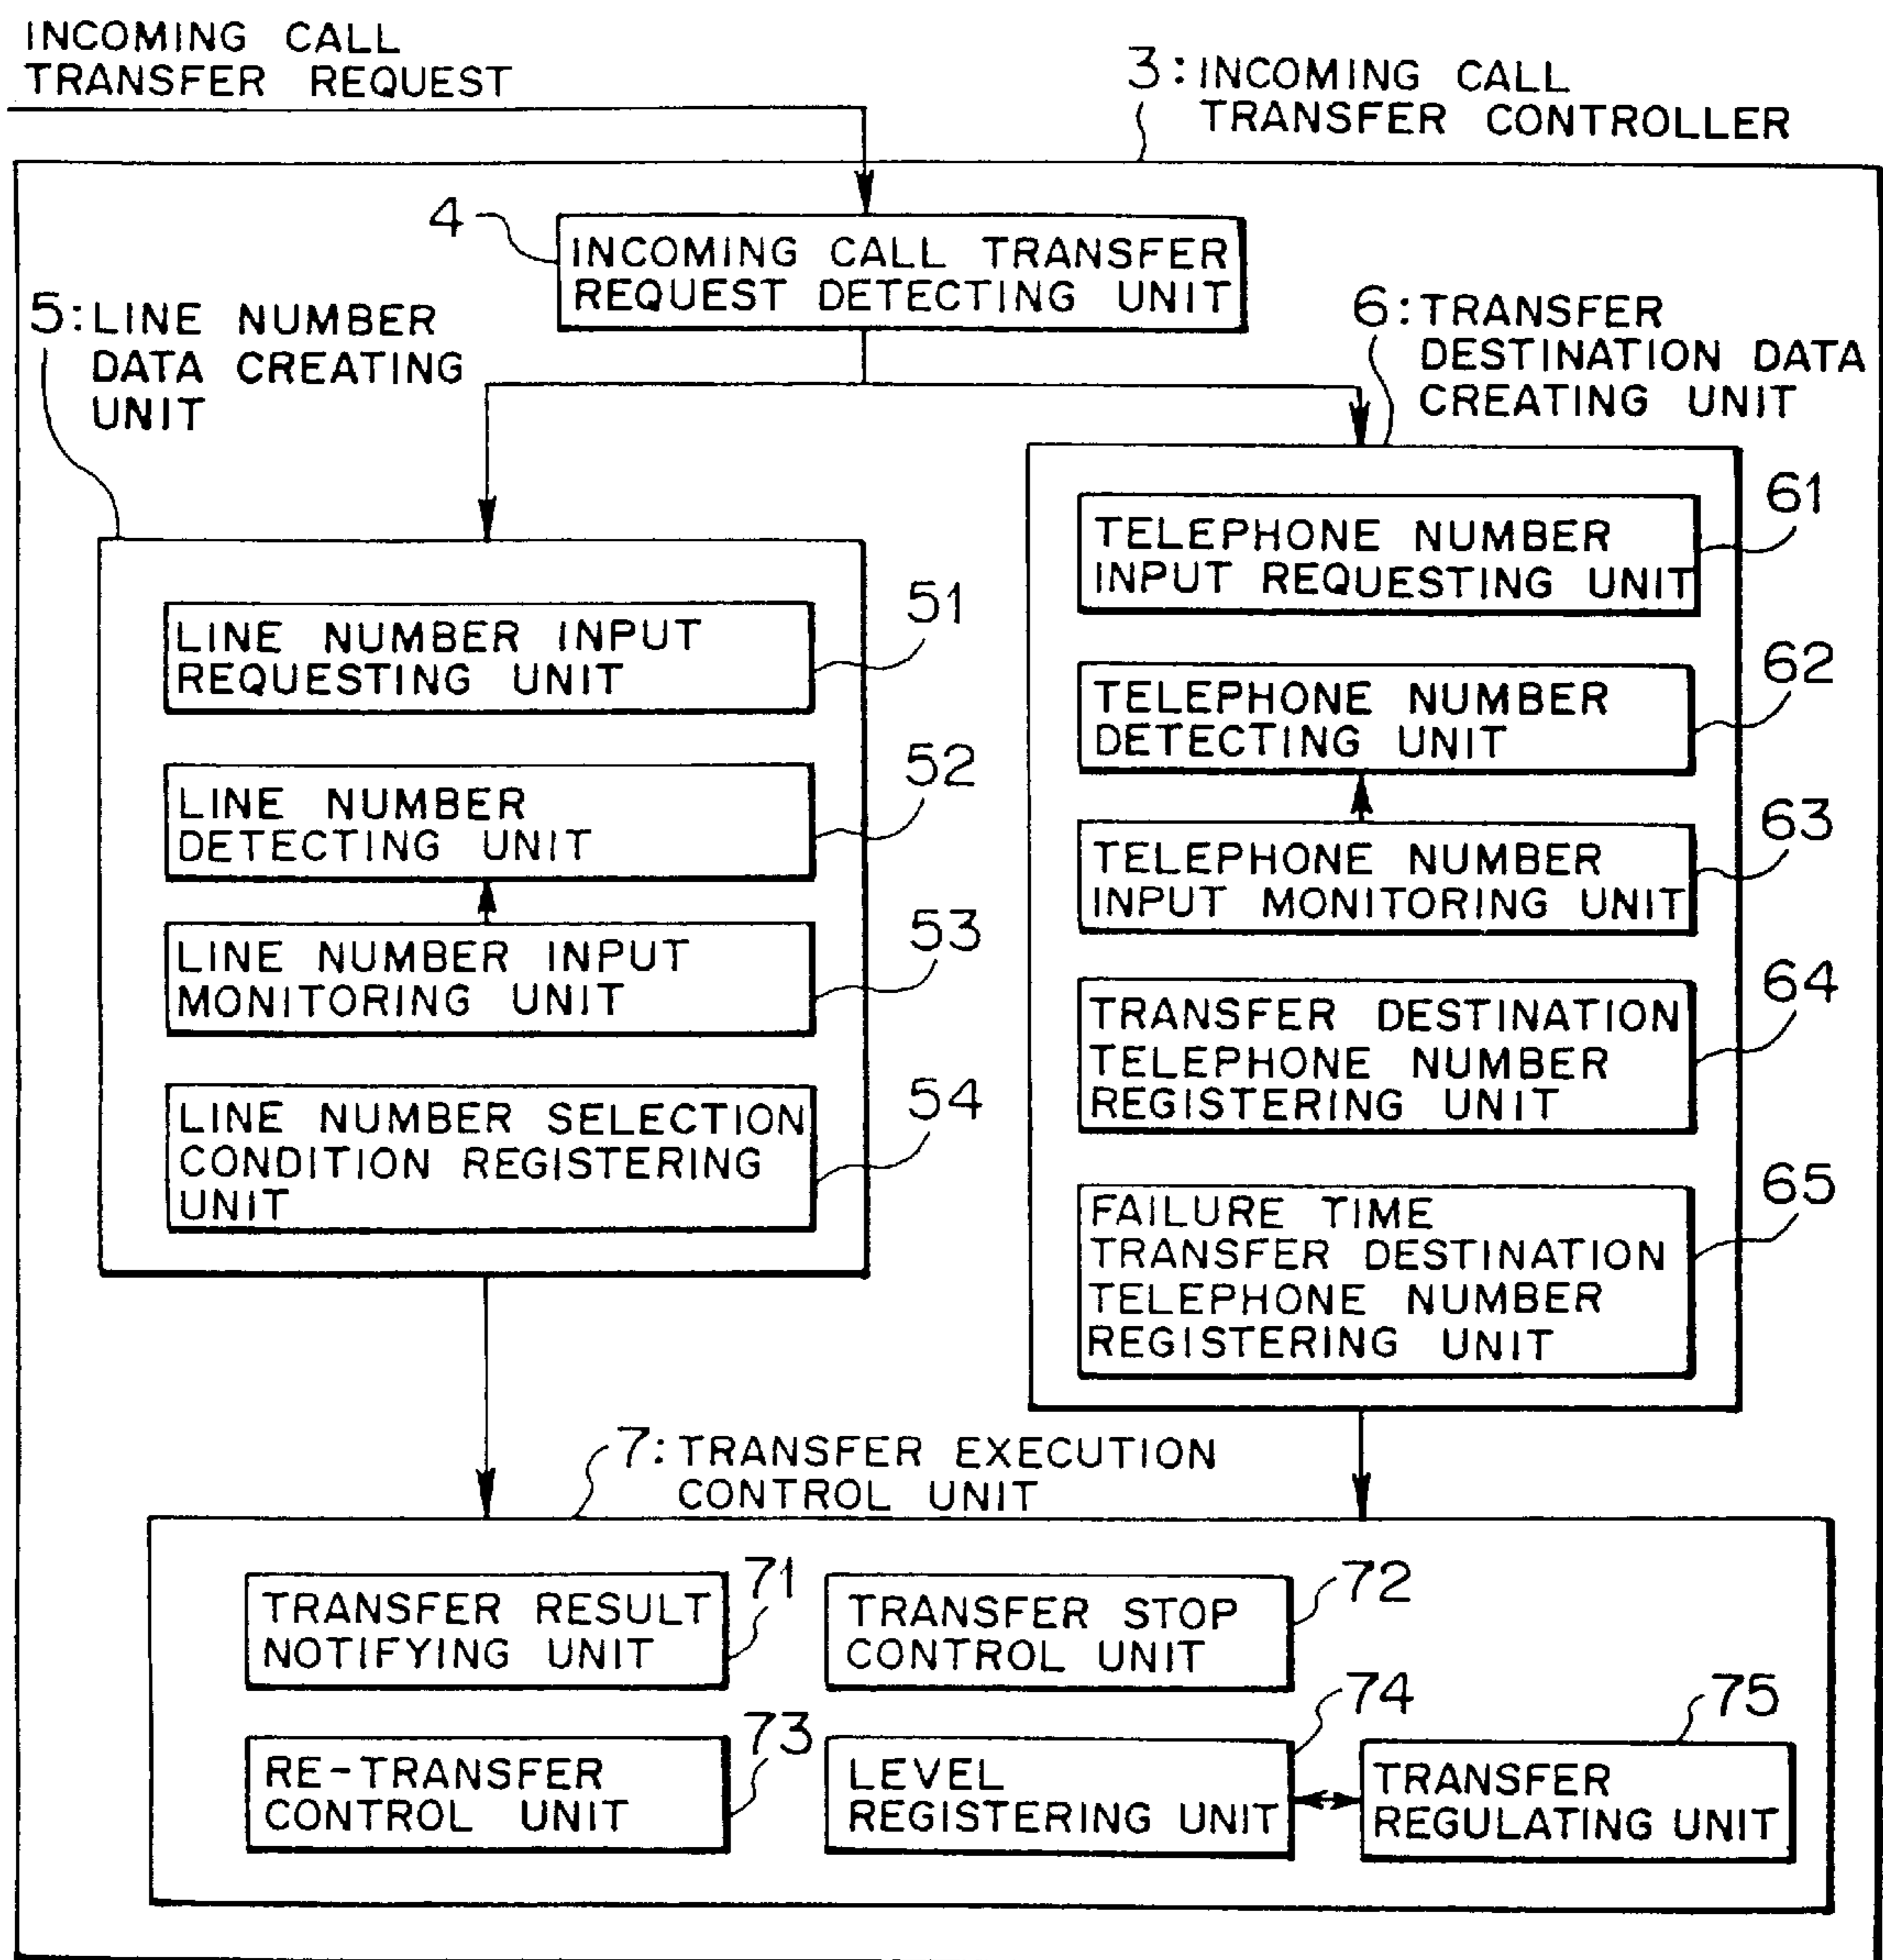 INCOMING CALL
TRANSFER REQUEST
3: INCOMING CALL
TRANSFER CONTROLLER
4
INCOMING CALL TRANSFER
REQUEST DETECTING UNIT
5: LINE NUMBER
DATA CREATING
UNIT
6: TRANSFER
DESTINATION DATA
CREATING UNIT
LINE NUMBER INPUT
REQUESTING UNIT
51
LINE NUMBER
DETECTING UNIT
52
LINE NUMBER INPUT
MONITORING UNIT
53
LINE NUMBER SELECTION
CONDITION REGISTERING
UNIT
54
TELEPHONE NUMBER
INPUT REQUESTING UNIT
61
TELEPHONE NUMBER
DETECTING UNIT
62
TELEPHONE NUMBER
INPUT MONITORING UNIT
63
TRANSFER DESTINATION
TELEPHONE NUMBER
REGISTERING UNIT
64
FAILURE TIME
TRANSFER DESTINATION
TELEPHONE NUMBER
REGISTERING UNIT
65
7: TRANSFER EXECUTION
CONTROL UNIT
TRANSFER RESULT
NOTIFYING UNIT
71
TRANSFER STOP
CONTROL UNIT
72
RE-TRANSFER
CONTROL UNIT
73
LEVEL
REGISTERING UNIT
74
TRANSFER
REGULATING UNIT
75